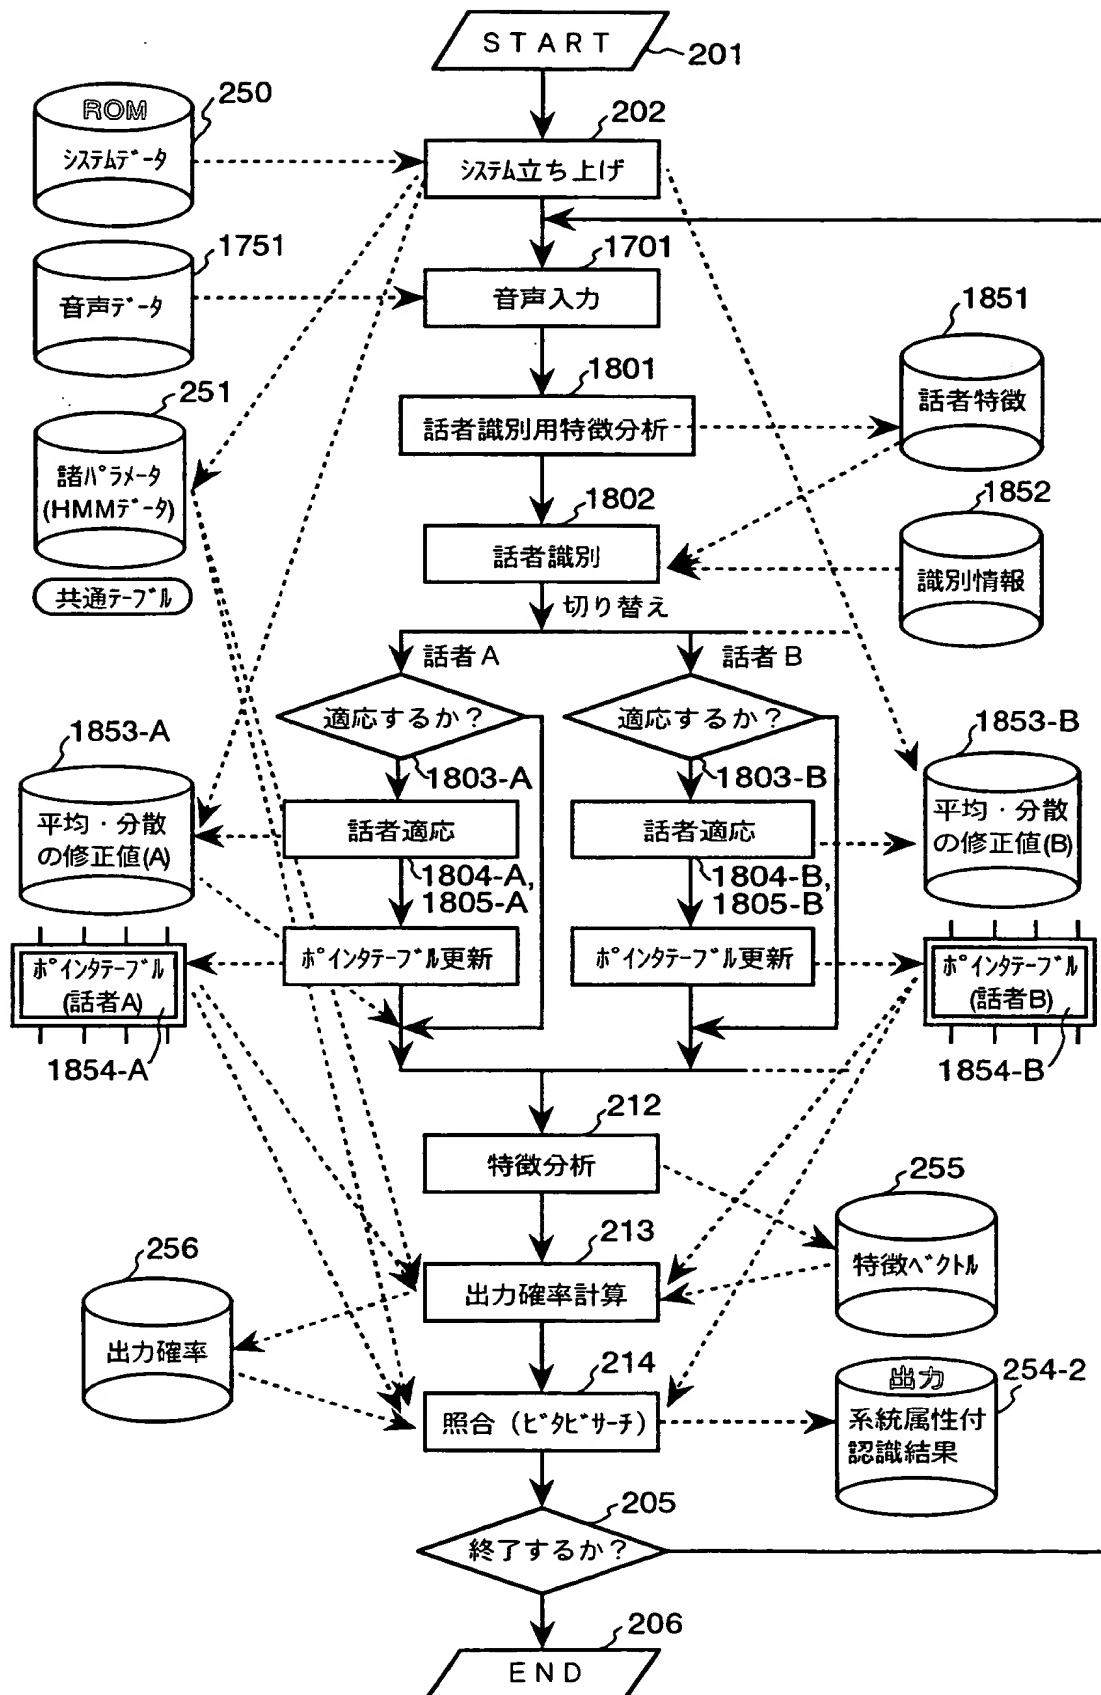 START
201
ROM
システムデータ
250
202
システム立ち上げ
1751
音声データ
1701
音声入力
1801
話者識別用特徴分析
1851
話者特徴
251
諸パラメータ
(HMMデータ)
共通テーブル
1802
話者識別
1852
識別情報
切り替え
話者A
話者B
適応するか?
適応するか?
1803-A
1803-B
1853-A
平均・分散
の修正値(A)
1853-B
平均・分散
の修正値(B)
話者適応
話者適応
1804-A,
1805-A
1804-B,
1805-B
ポインタテーブル更新
ポインタテーブル更新
ポインタテーブル
(話者A)
1854-A
ポインタテーブル
(話者B)
1854-B
212
特徴分析
255
特徴ベクトル
213
出力確率計算
256
出力確率
214
照合(ビタビサーチ)
出力
系統属性付
認識結果
254-2
205
終了するか?
206
END